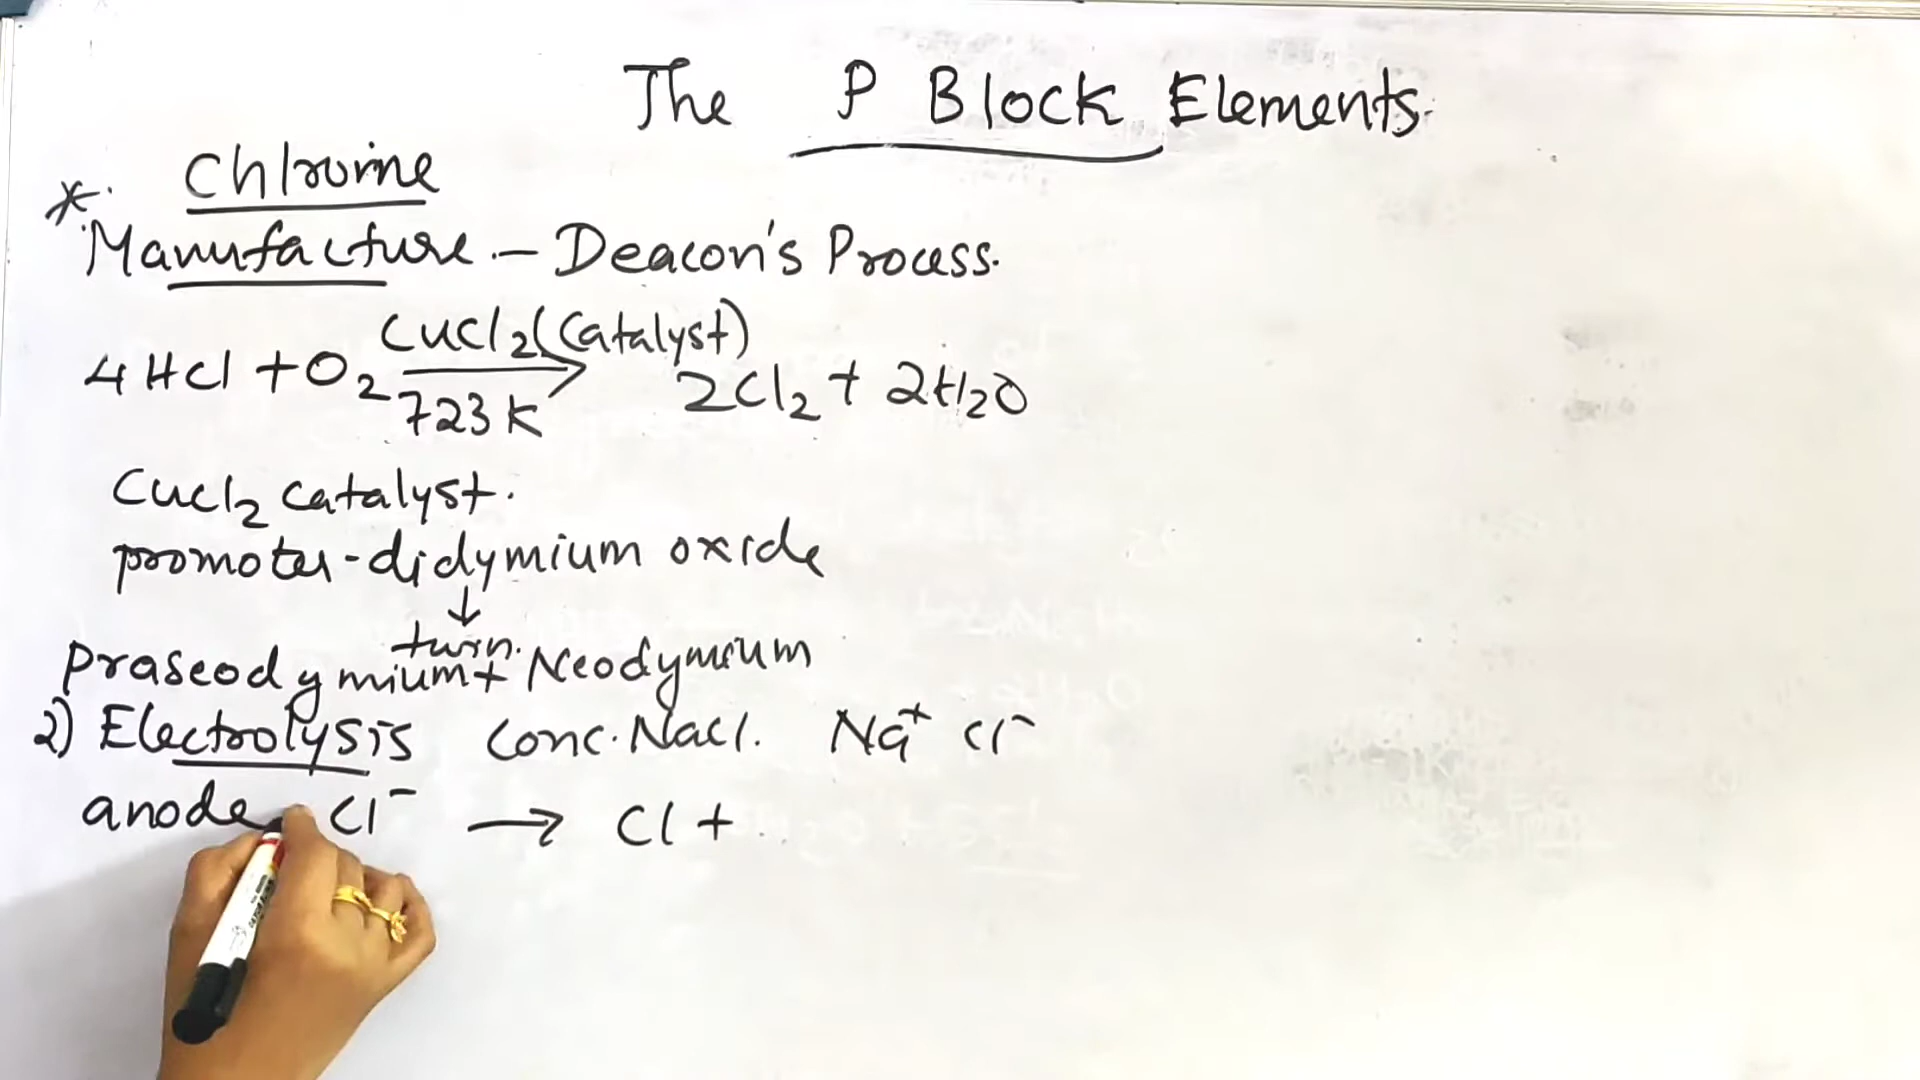 The P Block Elements.
* Chlorine
Manufacture. - Deacon's Process.
4HCl + O2 CuCl2(Catalyst) 723K → 2Cl2 + 2H2O
CuCl2 catalyst.
promoter-didymium oxide
↓
twin.
Praseodymium + Neodymium
2) Electrolysis Conc. NaCl. Na+ Cl-
anode Cl- → Cl +